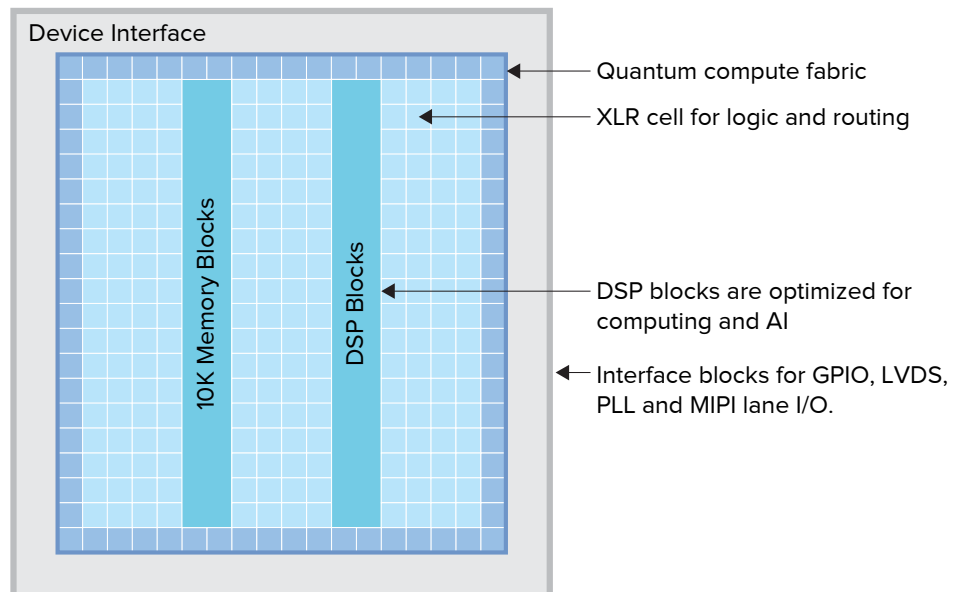 Device Interface
Quantum compute fabric
XLR cell for logic and routing
10K Memory Blocks
DSP Blocks
DSP blocks are optimized for
computing and AI
Interface blocks for GPIO, LVDS,
PLL and MIPI lane I/O.